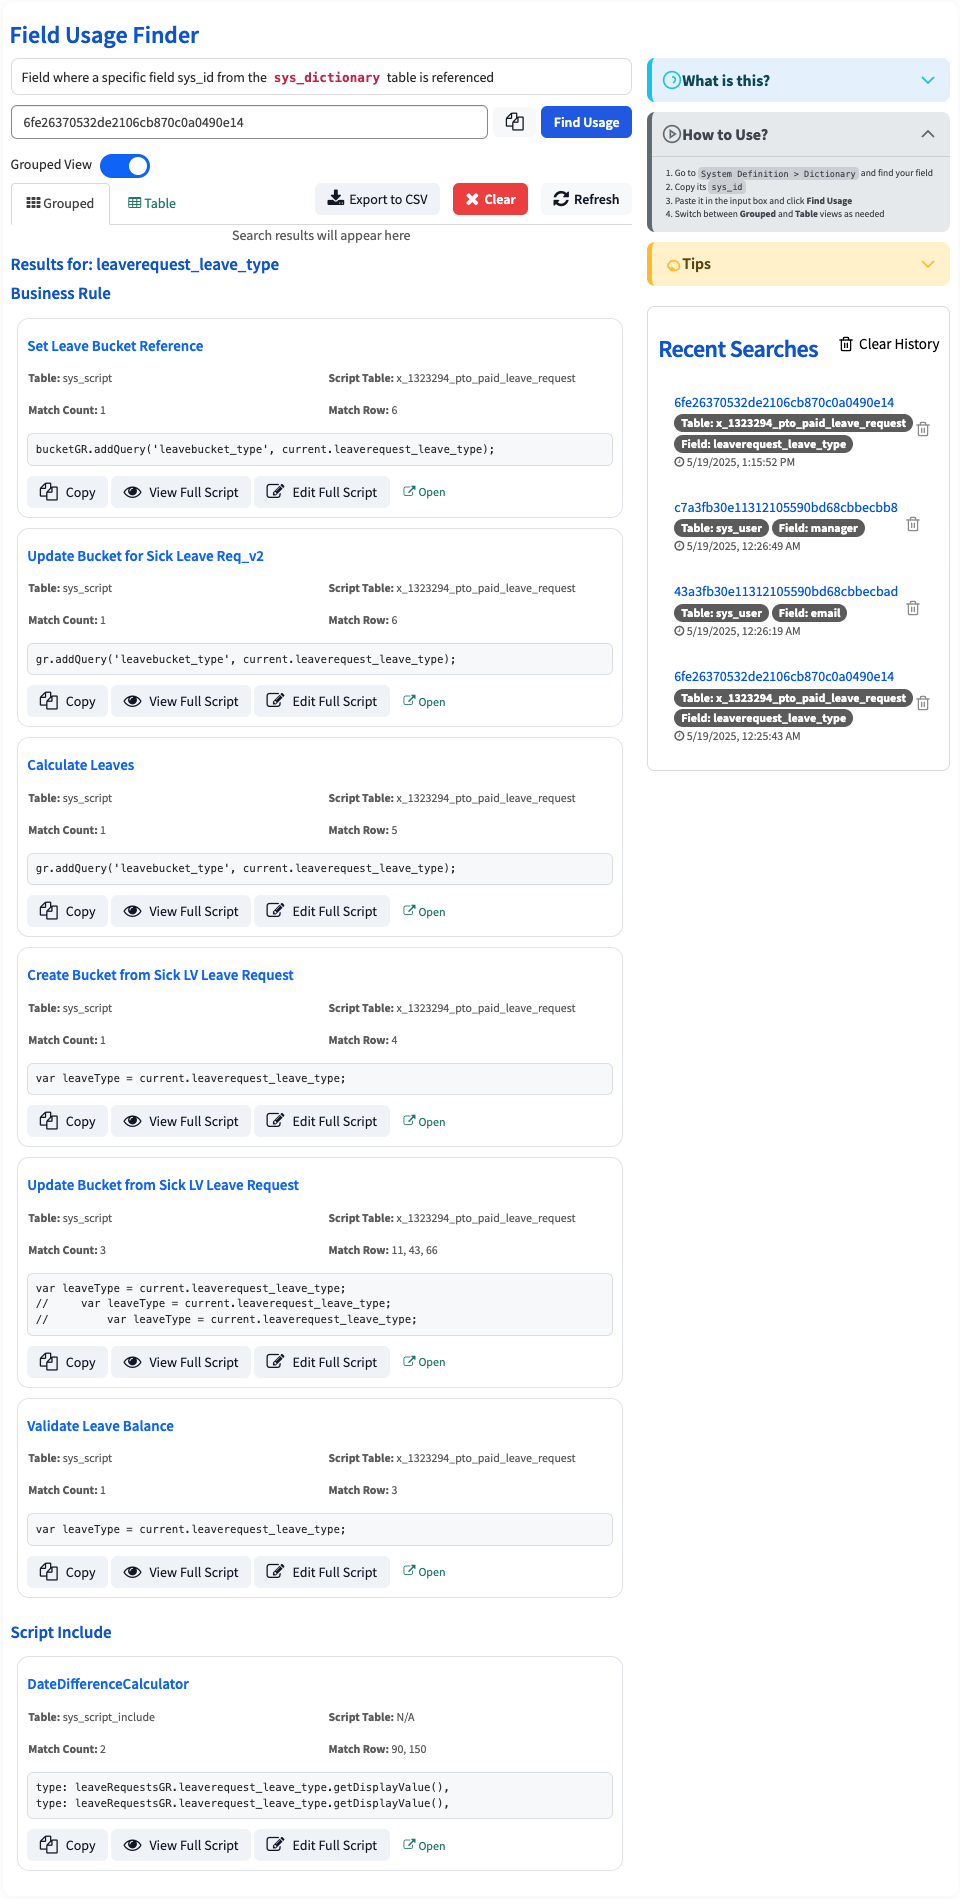 Field Usage Finder
Field where a specific field sys_id from the sys_dictionary table is referenced
6fe26370532de2106cb870c0a0490e14
Find Usage
Grouped View
Grouped
Table
Export to CSV
Clear
Refresh
Search results will appear here
Results for: leaverequest_leave_type
Business Rule
Set Leave Bucket Reference
Table: sys_script
Script Table: x_1323294_pto_paid_leave_request
Match Count: 1
Match Row: 6
bucketGR.addQuery('leavebucket_type', current.leaverequest_leave_type);
Copy
View Full Script
Edit Full Script
Open
Update Bucket for Sick Leave Req_v2
Table: sys_script
Script Table: x_1323294_pto_paid_leave_request
Match Count: 1
Match Row: 6
gr.addQuery('leavebucket_type', current.leaverequest_leave_type);
Copy
View Full Script
Edit Full Script
Open
Calculate Leaves
Table: sys_script
Script Table: x_1323294_pto_paid_leave_request
Match Count: 1
Match Row: 5
gr.addQuery('leavebucket_type', current.leaverequest_leave_type);
Copy
View Full Script
Edit Full Script
Open
Create Bucket from Sick LV Leave Request
Table: sys_script
Script Table: x_1323294_pto_paid_leave_request
Match Count: 1
Match Row: 4
var leaveType = current.leaverequest_leave_type;
Copy
View Full Script
Edit Full Script
Open
Update Bucket from Sick LV Leave Request
Table: sys_script
Script Table: x_1323294_pto_paid_leave_request
Match Count: 3
Match Row: 11, 43, 66
var leaveType = current.leaverequest_leave_type;
//     var leaveType = current.leaverequest_leave_type;
//         var leaveType = current.leaverequest_leave_type;
Copy
View Full Script
Edit Full Script
Open
Validate Leave Balance
Table: sys_script
Script Table: x_1323294_pto_paid_leave_request
Match Count: 1
Match Row: 3
var leaveType = current.leaverequest_leave_type;
Copy
View Full Script
Edit Full Script
Open
Script Include
DateDifferenceCalculator
Table: sys_script_include
Script Table: N/A
Match Count: 2
Match Row: 90, 150
type: leaveRequestsGR.leaverequest_leave_type.getDisplayValue(),
type: leaveRequestsGR.leaverequest_leave_type.getDisplayValue(),
Copy
View Full Script
Edit Full Script
Open
What is this?
How to Use?
1. Go to System Definition > Dictionary and find your field
2. Copy its sys_id
3. Paste it in the input box and click Find Usage
4. Switch between Grouped and Table views as needed
Tips
Recent Searches
Clear History
6fe26370532de2106cb870c0a0490e14
Table: x_1323294_pto_paid_leave_request
Field: leaverequest_leave_type
5/19/2025, 1:15:52 PM
c7a3fb30e11312105590bd68cbbecbb8
Table: sys_user Field: manager
5/19/2025, 12:26:49 AM
43a3fb30e11312105590bd68cbbecbad
Table: sys_user Field: email
5/19/2025, 12:26:19 AM
6fe26370532de2106cb870c0a0490e14
Table: x_1323294_pto_paid_leave_request
Field: leaverequest_leave_type
5/19/2025, 12:25:43 AM